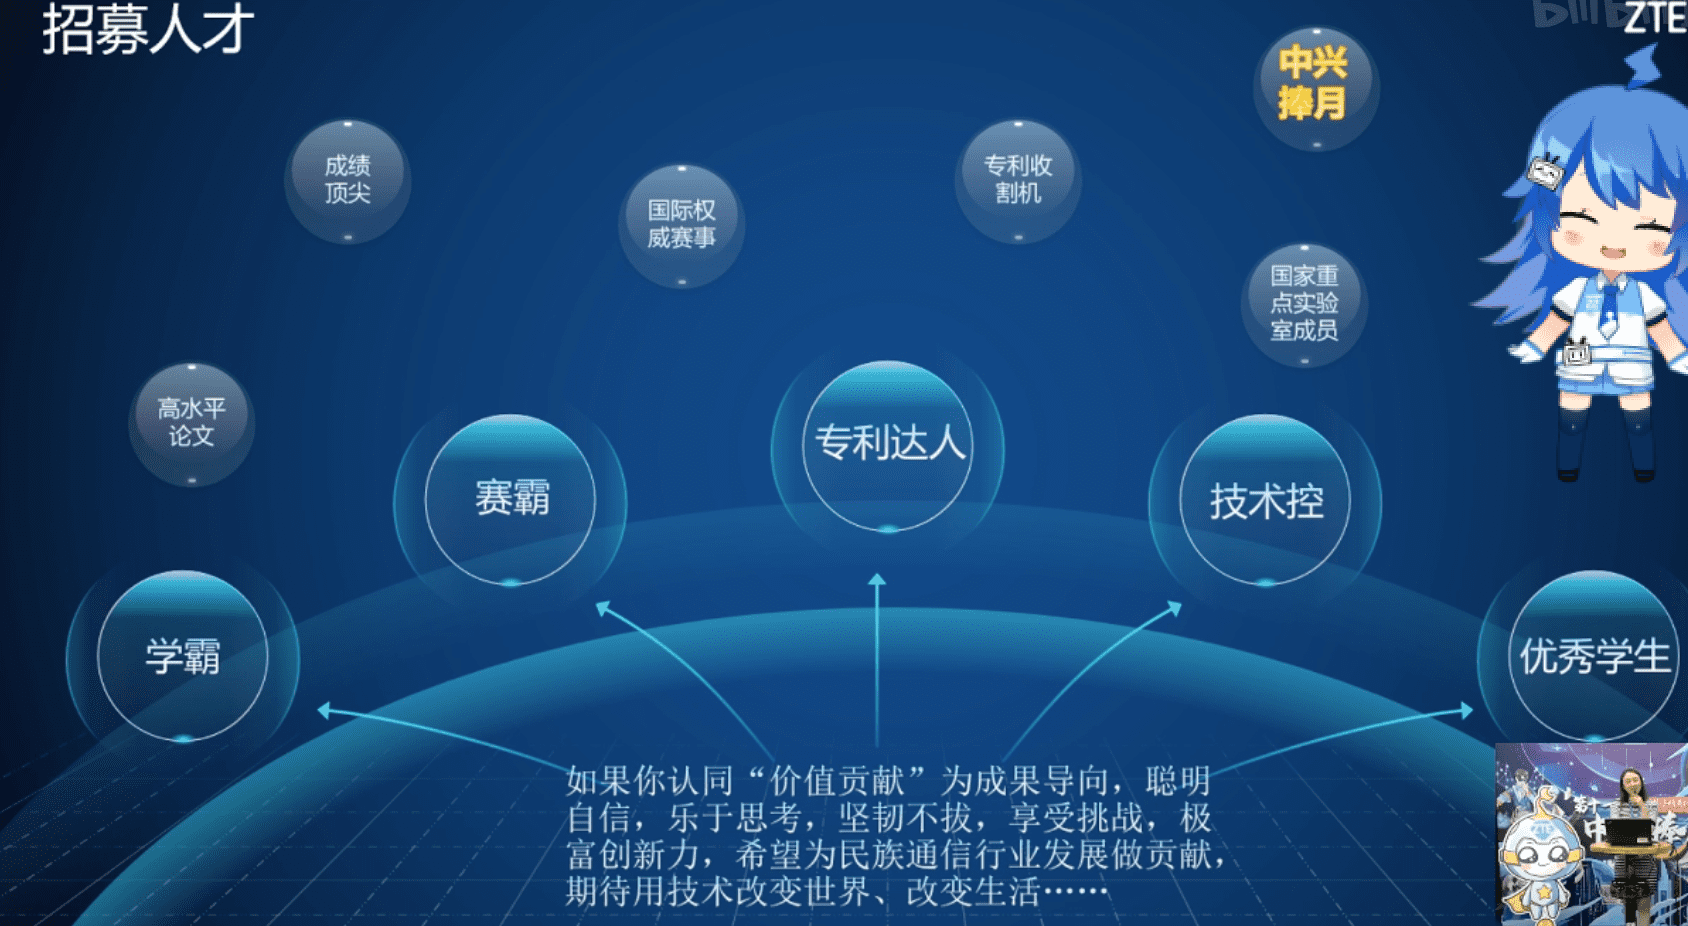 招募人才
ZTE
中兴
捧月
成绩
顶尖
国际权
威赛事
专利收
割机
国家重
点实验
室成员
高水平
论文
赛霸
专利达人
技术控
学霸
优秀学生
如果你认同“价值贡献”为成果导向，聪明
自信，乐于思考，坚韧不拔，享受挑战，极
富创新力，希望为民族通信行业发展做贡献，
期待用技术改变世界、改变生活……